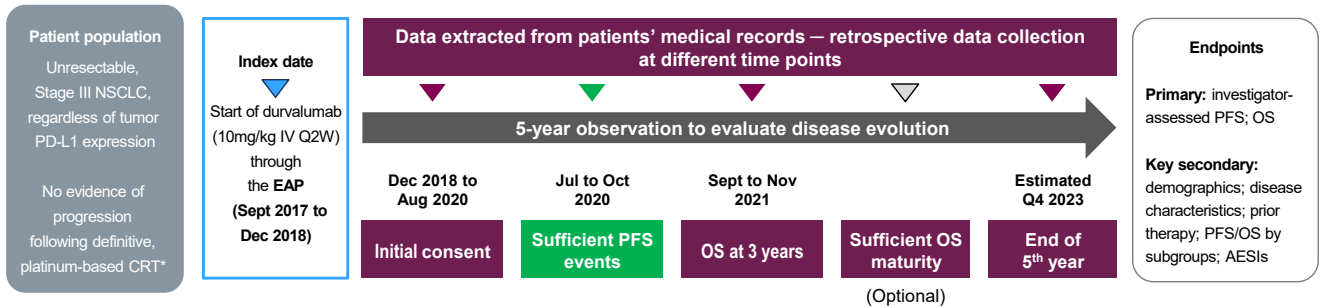 Patient population
Unresectable,
Stage III NSCLC,
regardless of tumor
PD-L1 expression
No evidence of
progression
following definitive,
platinum-based CRT*
Index date
Start of durvalumab
(10mg/kg IV Q2W)
through
the EAP
(Sept 2017 to
Dec 2018)
Data extracted from patients’ medical records — retrospective data collection
at different time points
5-year observation to evaluate disease evolution
Dec 2018 to
Aug 2020
Initial consent
Jul to Oct
2020
Sufficient PFS
events
Sept to Nov
2021
OS at 3 years
Sufficient OS
maturity
(Optional)
Estimated
Q4 2023
End of
5th year
Endpoints
Primary: investigator-
assessed PFS; OS
Key secondary:
demographics; disease
characteristics; prior
therapy; PFS/OS by
subgroups; AESIs